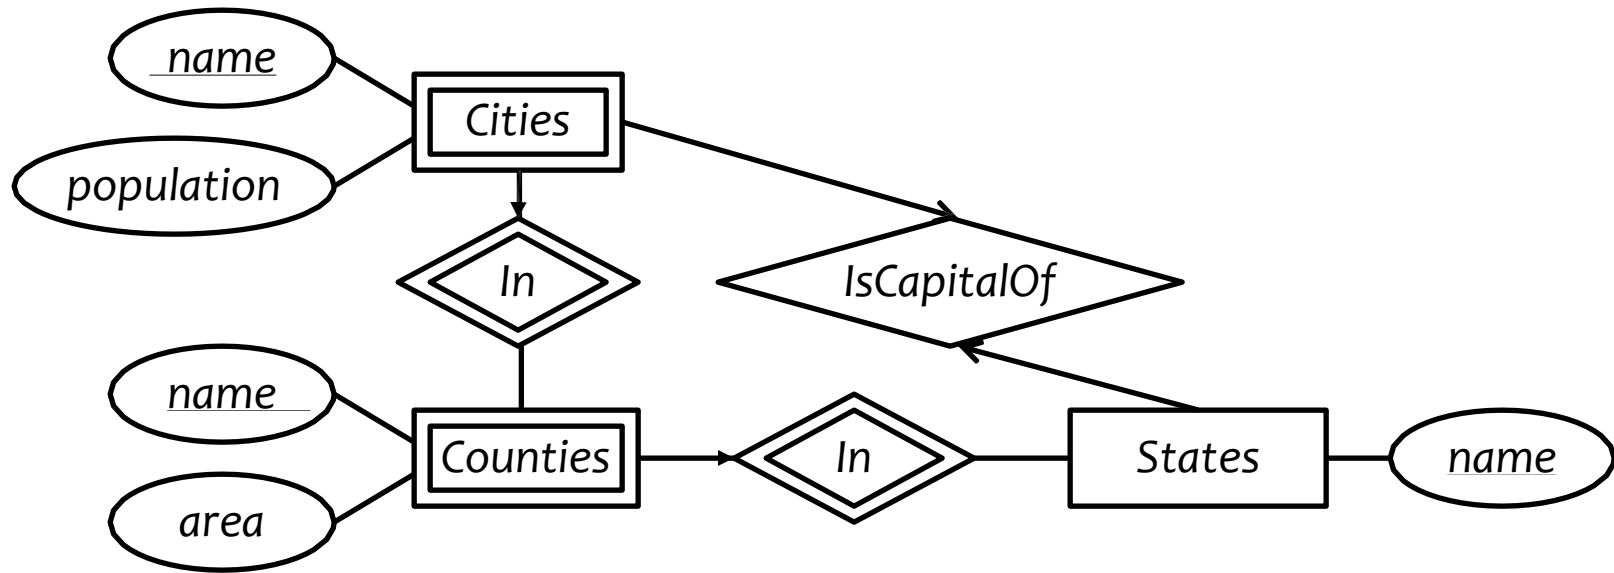 name
Cities
population
In
IsCapitalOf
name
Counties
In
States
name
area